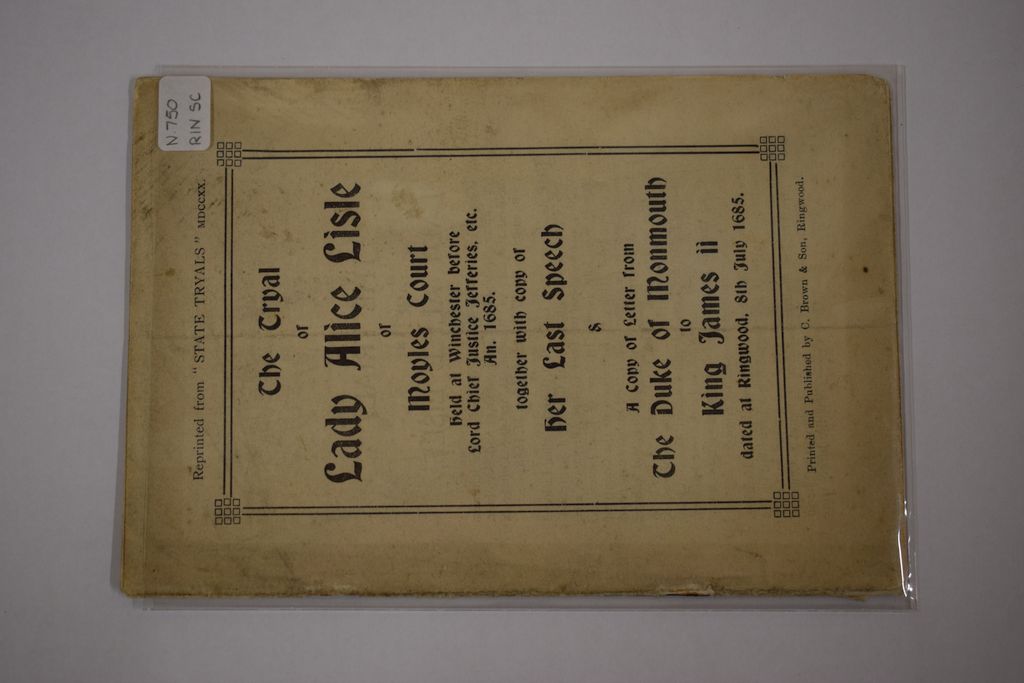 N.750
RIN SC
Reprinted from "STATE TRYALS" MDCCXX.
The Tryal
of
Lady Alice Lisle
of
Moyles Court
held at Winchester before
Lord Chief Justice Jefferies, etc.
An. 1685.
together with copy of
her Last Speech
&
A Copy of Letter from
The Duke of Monmouth
to
King James ii
dated at Ringwood, 8th July 1685.
Printed and Published by C. Brown & Son, Ringwood.